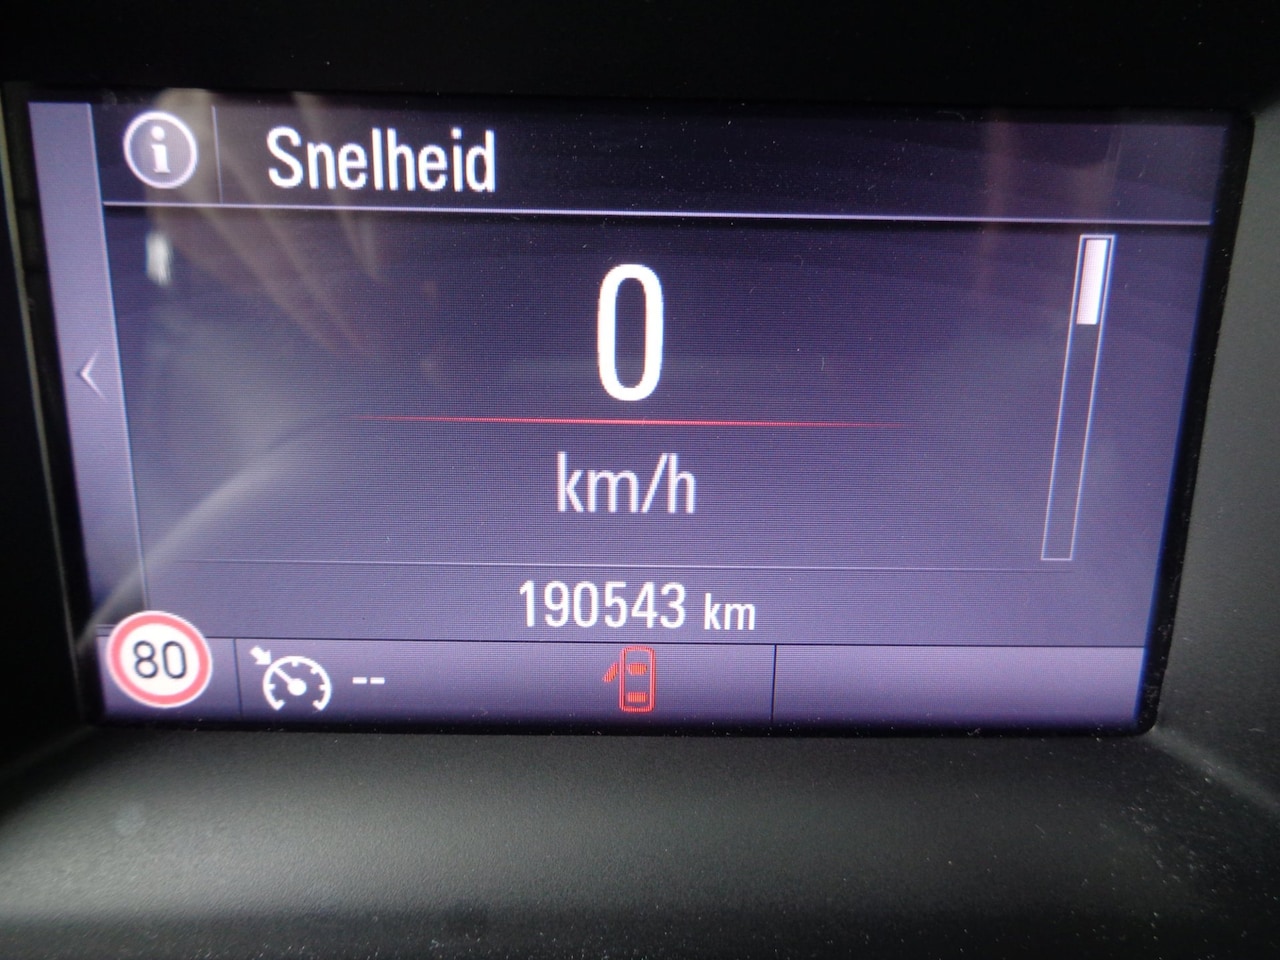 i Snelheid
0
km/h
190543 km
80 --